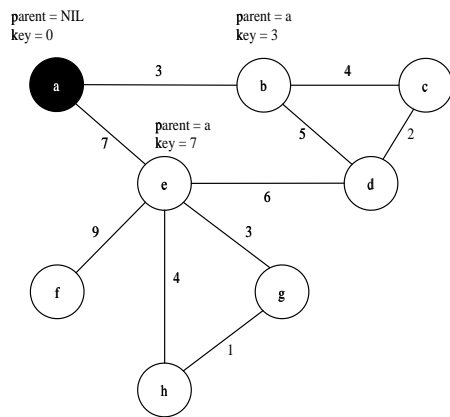 parent = NIL
key = 0
parent = a
key = 3
3
4
a
b
c
7
parent = a
key = 7
5
2
e
6
d
9
3
4
f
g
1
h